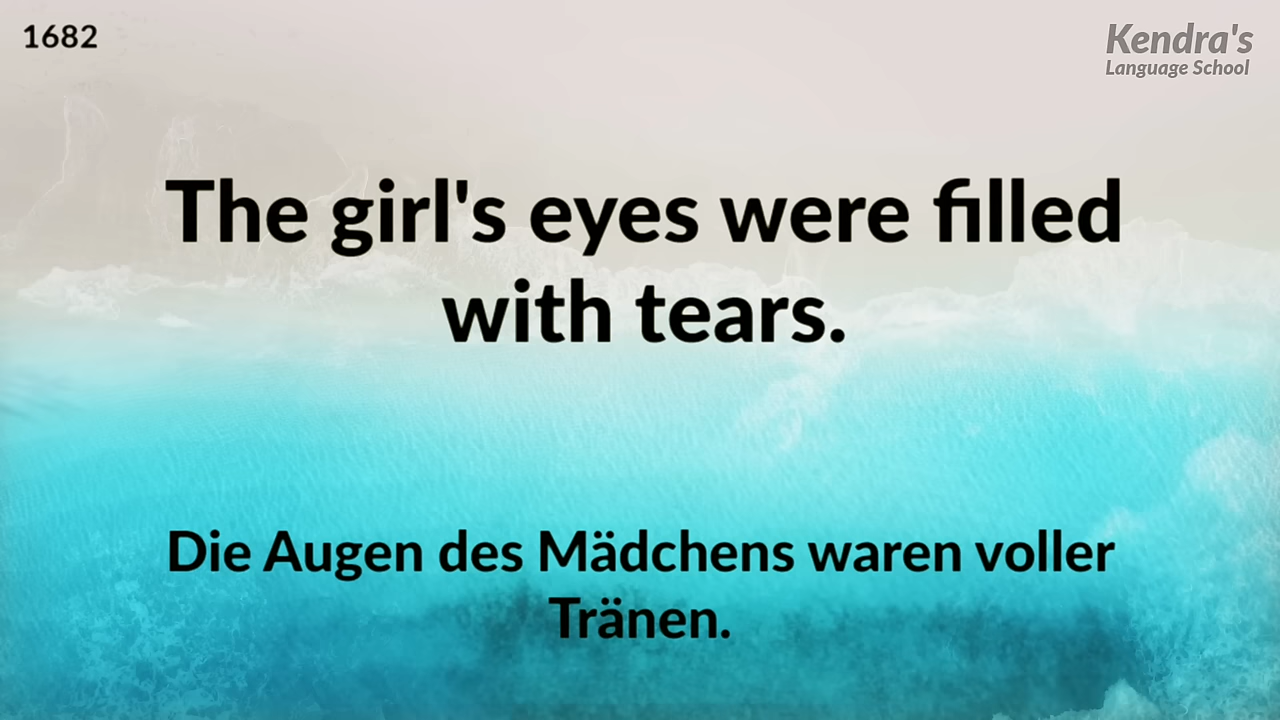 1682
Kendra's
Language School
The girl's eyes were filled
with tears.
Die Augen des Mädchens waren voller
Tränen.